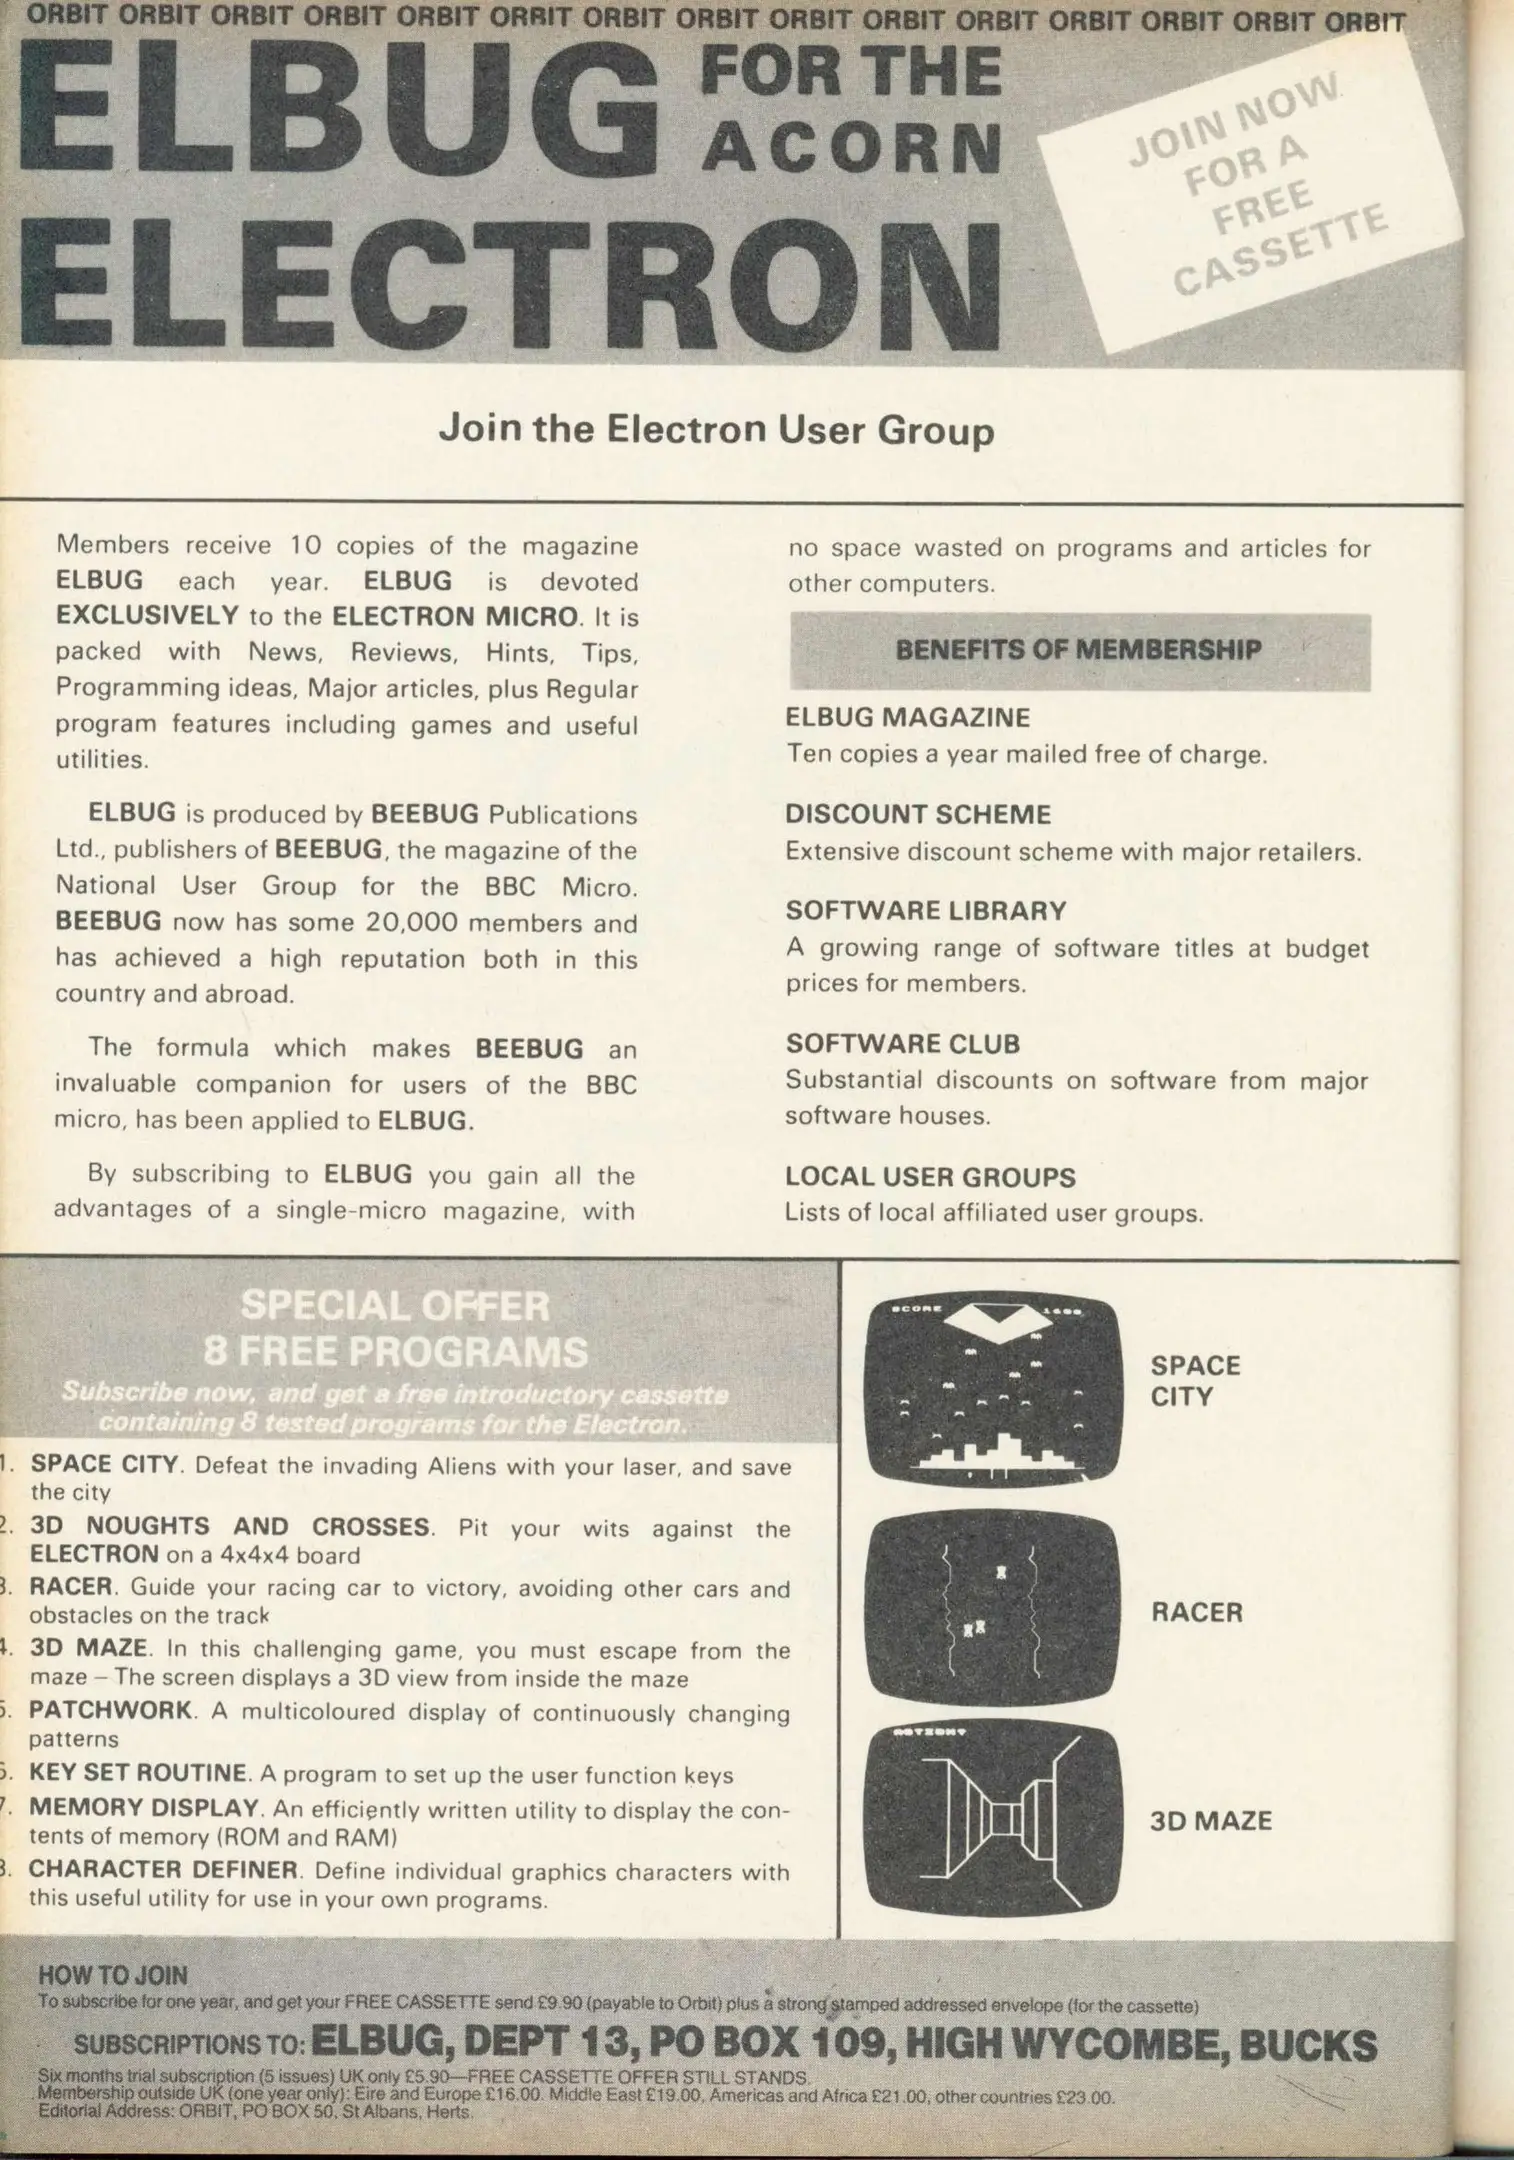 ORBIT ORBIT ORBIT ORBIT ORBIT ORBIT ORBIT ORBIT ORBIT ORBIT ORBIT ORBIT ORBIT ORBIT ORBIT
ELBUG FOR THE
ACORN
ELECTRON
JOIN NOW
FOR A
FREE
CASSETTE
Join the Electron User Group
Members receive 10 copies of the magazine
ELBUG each year. ELBUG is devoted
EXCLUSIVELY to the ELECTRON MICRO. It is
packed with News, Reviews, Hints, Tips,
Programming ideas, Major articles, plus Regular
program features including games and useful
utilities.
ELBUG is produced by BEEBUG Publications
Ltd., publishers of BEEBUG, the magazine of the
National User Group for the BBC Micro.
BEEBUG now has some 20,000 members and
has achieved a high reputation both in this
country and abroad.
The formula which makes BEEBUG an
invaluable companion for users of the BBC
micro, has been applied to ELBUG.
By subscribing to ELBUG you gain all the
advantages of a single-micro magazine, with
no space wasted on programs and articles for
other computers.
BENEFITS OF MEMBERSHIP
ELBUG MAGAZINE
Ten copies a year mailed free of charge.
DISCOUNT SCHEME
Extensive discount scheme with major retailers.
SOFTWARE LIBRARY
A growing range of software titles at budget
prices for members.
SOFTWARE CLUB
Substantial discounts on software from major
software houses.
LOCAL USER GROUPS
Lists of local affiliated user groups.
SPECIAL OFFER
8 FREE PROGRAMS
Subscribe now, and get a free introductory cassette
containing 8 tested programs for the Electron.
1. SPACE CITY. Defeat the invading Aliens with your laser, and save
the city
2. 3D NOUGHTS AND CROSSES. Pit your wits against the
ELECTRON on a 4x4x4 board
3. RACER. Guide your racing car to victory, avoiding other cars and
obstacles on the track
4. 3D MAZE. In this challenging game, you must escape from the
maze – The screen displays a 3D view from inside the maze
5. PATCHWORK. A multicoloured display of continuously changing
patterns
6. KEY SET ROUTINE. A program to set up the user function keys
7. MEMORY DISPLAY. An efficiently written utility to display the con-
tents of memory (ROM and RAM)
8. CHARACTER DEFINER. Define individual graphics characters with
this useful utility for use in your own programs.
SCORE
SPACE
CITY
RACER
3D MAZE
HOW TO JOIN
To subscribe for one year, and get your FREE CASSETTE send £9.90 (payable to Orbit) plus a strong stamped addressed envelope (for the cassette)
SUBSCRIPTIONS TO: ELBUG, DEPT 13, PO BOX 109, HIGH WYCOMBE, BUCKS
Six months trial subscription (5 issues) UK only £5.90—FREE CASSETTE OFFER STILL STANDS.
Membership outside UK (one year only): Eire and Europe £16.00. Middle East £19.00, Americas and Africa £21.00, other countries £23.00.
Editorial Address: ORBIT, PO BOX 50, St Albans, Herts.